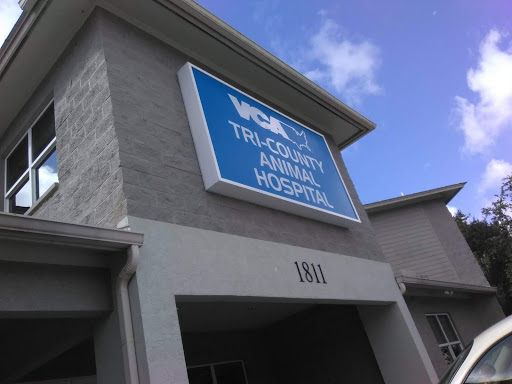 VCA
TRI-COUNTY
ANIMAL
HOSPITAL
1811